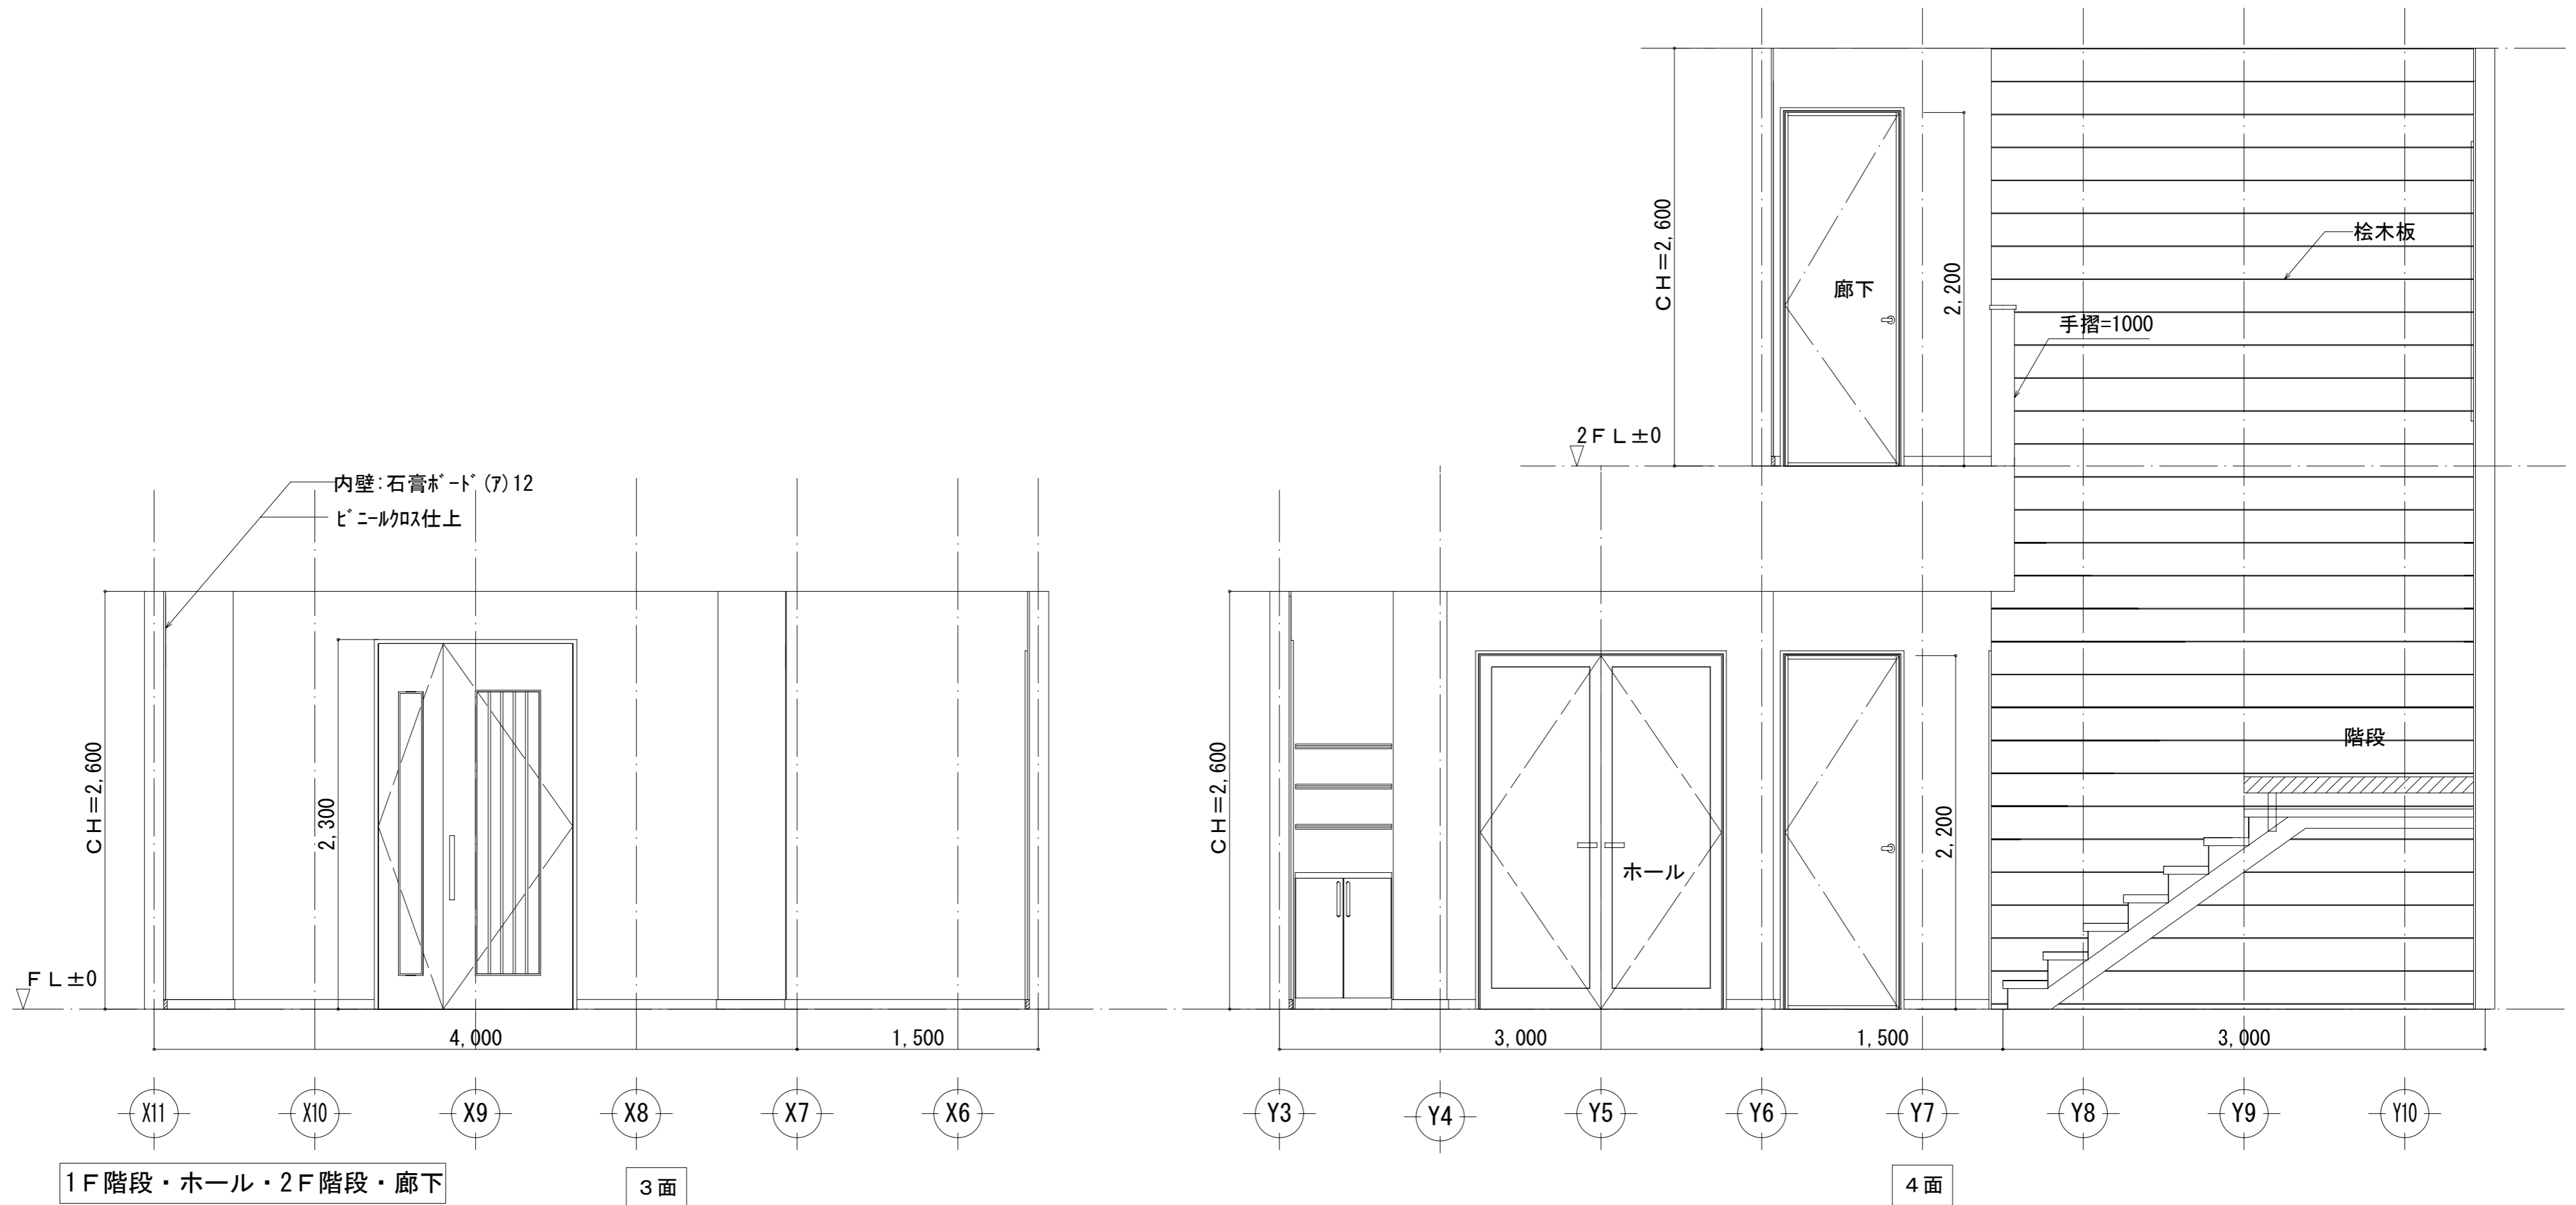 内壁:石膏ﾎﾞｰﾄﾞ(ｱ)12
ﾋﾞﾆｰﾙｸﾛｽ仕上
CH=2,600
2,300
FL±0
4,000
1,500
X11
X10
X9
X8
X7
X6
1F階段・ホール・2F階段・廊下
3面
CH=2,600
廊下
2,200
桧木板
手摺=1000
2FL±0
CH=2,600
ホール
2,200
階段
3,000
1,500
3,000
Y3
Y4
Y5
Y6
Y7
Y8
Y9
Y10
4面